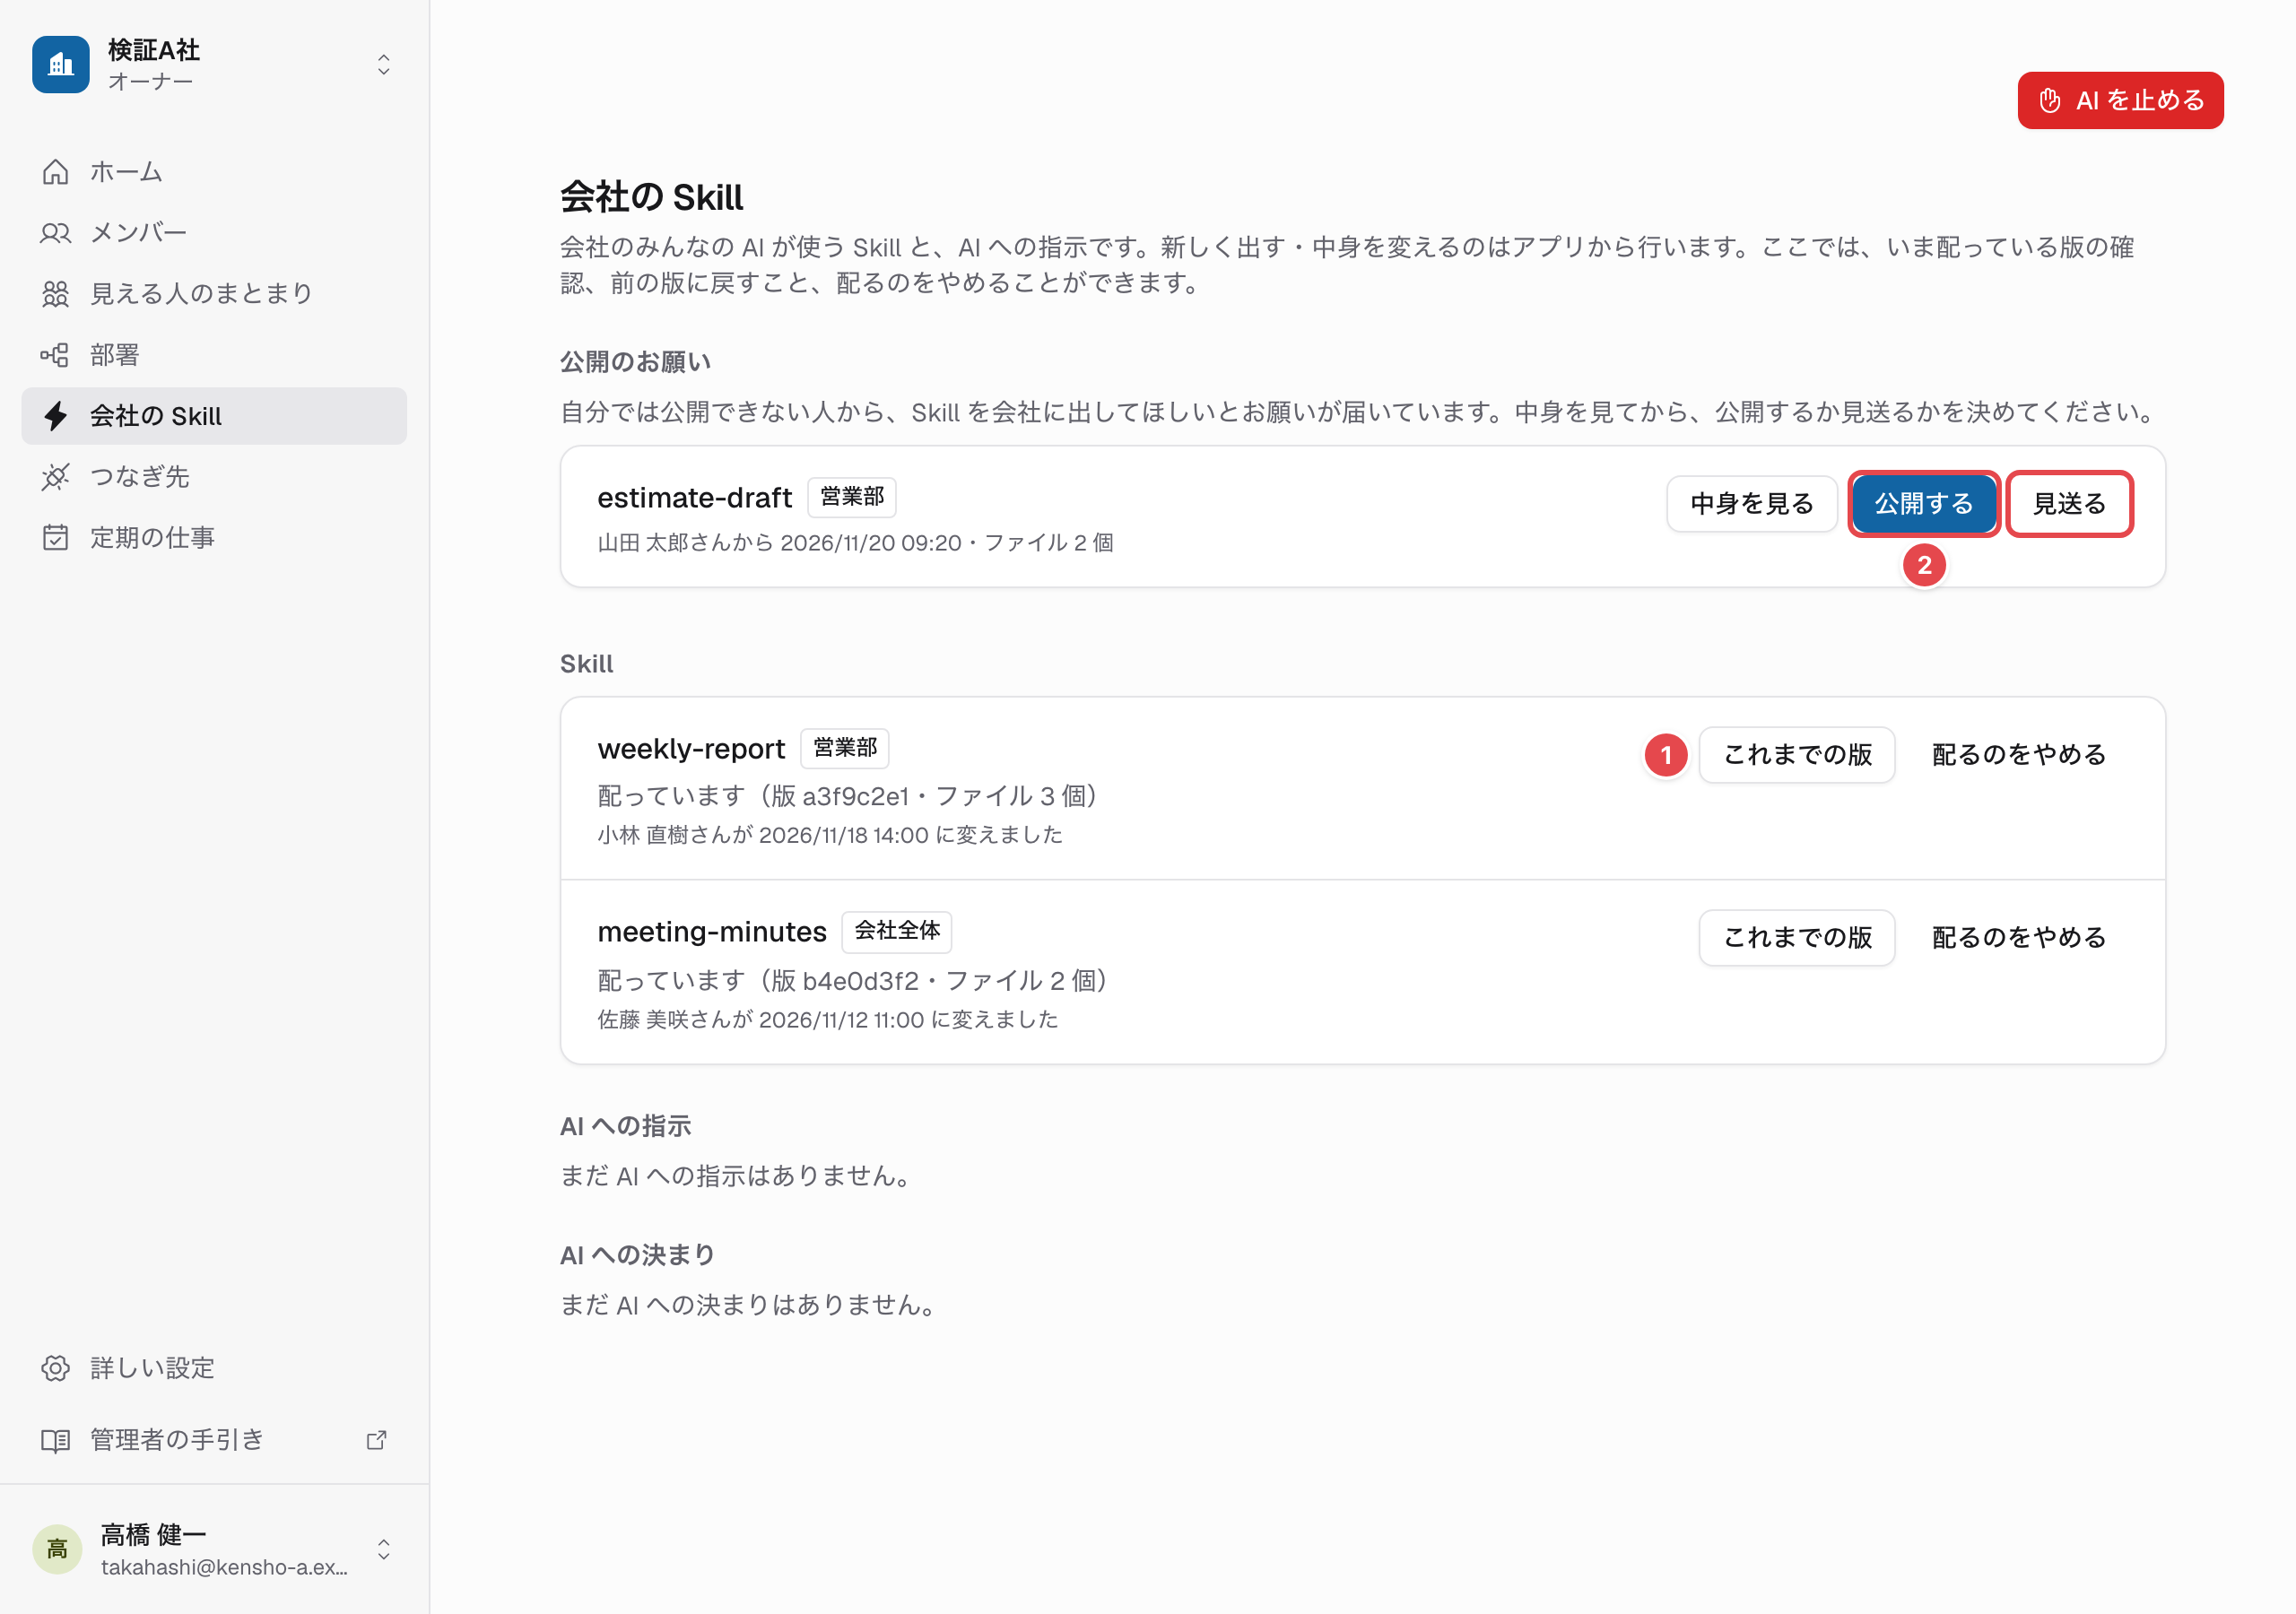 検証A社
オーナー
ホーム
メンバー
見える人のまとまり
部署
会社の Skill
つなぎ先
定期の仕事
詳しい設定
管理者の手引き
高
高橋 健一
takahashi@kensho-a.ex...
AI を止める
会社の Skill
会社のみんなの AI が使う Skill と、AI への指示です。新しく出す・中身を変えるのはアプリから行います。ここでは、いま配っている版の確
認、前の版に戻すこと、配るのをやめることができます。
公開のお願い
自分では公開できない人から、Skill を会社に出してほしいとお願いが届いています。中身を見てから、公開するか見送るかを決めてください。
estimate-draft 営業部
中身を見る 公開する 見送る
山田 太郎さんから 2026/11/20 09:20・ファイル 2 個
2
Skill
weekly-report 営業部
1 これまでの版 配るのをやめる
配っています（版 a3f9c2e1・ファイル 3 個）
小林 直樹さんが 2026/11/18 14:00 に変えました
meeting-minutes 会社全体
これまでの版 配るのをやめる
配っています（版 b4e0d3f2・ファイル 2 個）
佐藤 美咲さんが 2026/11/12 11:00 に変えました
AI への指示
まだ AI への指示はありません。
AI への決まり
まだ AI への決まりはありません。